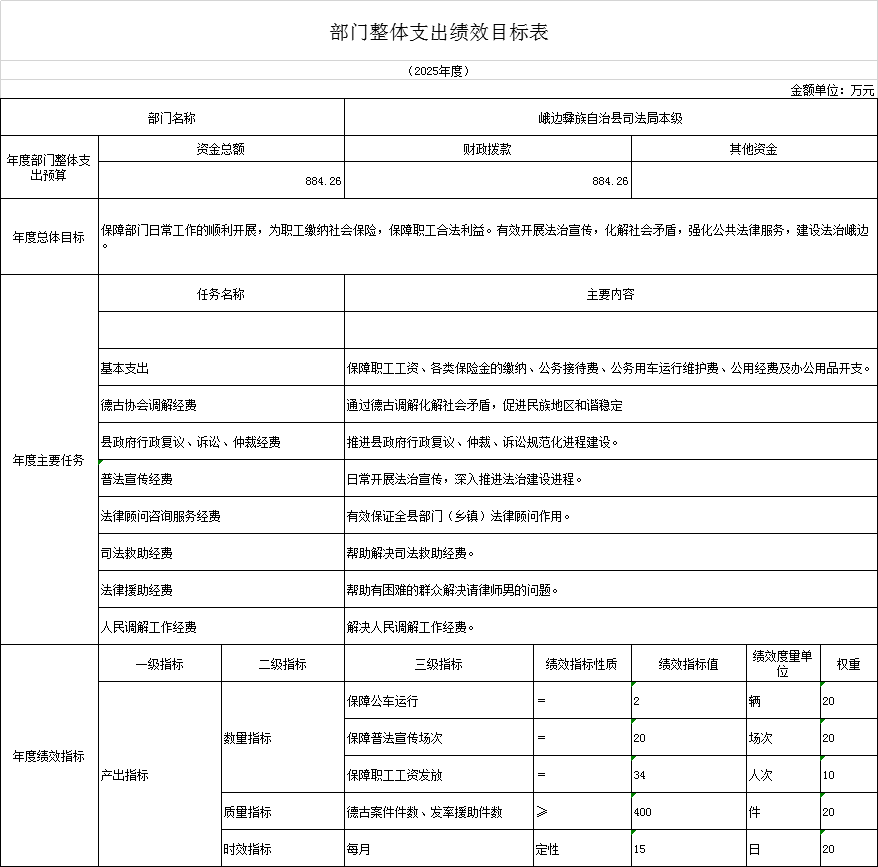 部门整体支出绩效目标表
（2025年度）
金额单位：万元
部门名称 峨边彝族自治县司法局本级
年度部门整体支
出预算
资金总额 财政拨款 其他资金
884.26 884.26
年度总体目标
保障部门日常工作的顺利开展，为职工缴纳社会保险，保障职工合法利益。有效开展法治宣传，化解社会矛盾，强化公共法律服务，建设法治峨边
。
年度主要任务
任务名称 主要内容
基本支出 保障职工工资、各类保险金的缴纳、公务接待费、公务用车运行维护费、公用经费及办公用品开支。
德古协会调解经费 通过德古调解化解社会矛盾，促进民族地区和谐稳定
县政府行政复议、诉讼、仲裁经费 推进县政府行政复议、仲裁、诉讼规范化进程建设。
普法宣传经费 日常开展法治宣传，深入推进法治建设进程。
法律顾问咨询服务经费 有效保证全县部门（乡镇）法律顾问作用。
司法救助经费 帮助解决司法救助经费。
法律援助经费 帮助有困难的群众解决请律师男的问题。
人民调解工作经费 解决人民调解工作经费。
年度绩效指标
一级指标 二级指标 三级指标 绩效指标性质 绩效指标值 绩效度量单
位 权重
产出指标
数量指标
保障公车运行 ＝ 2 辆 20
保障普法宣传场次 ＝ 20 场次 20
保障职工工资发放 ＝ 34 人次 10
质量指标 德古案件件数、发率援助件数 ≥ 400 件 20
时效指标 每月 定性 15 日 20